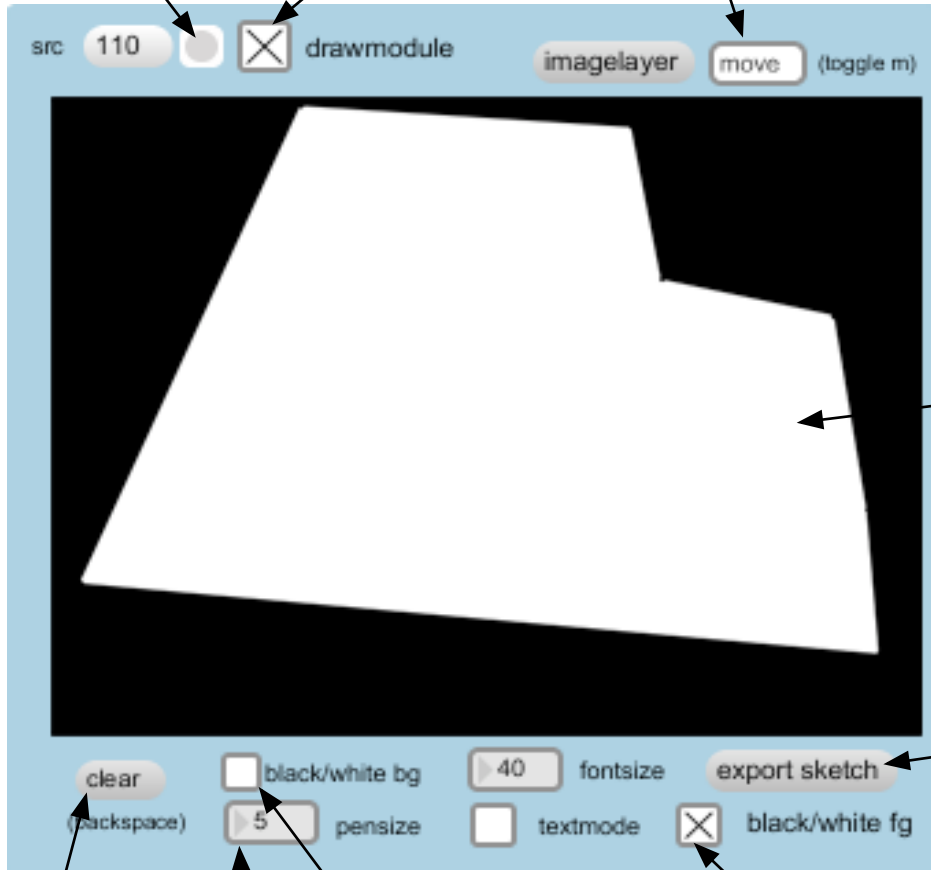 src 110 drawmodule imagelayer move (toggle m)
clear black/white bg 40 fontsize export sketch
(backspace) 5 pensize textmode black/white fg